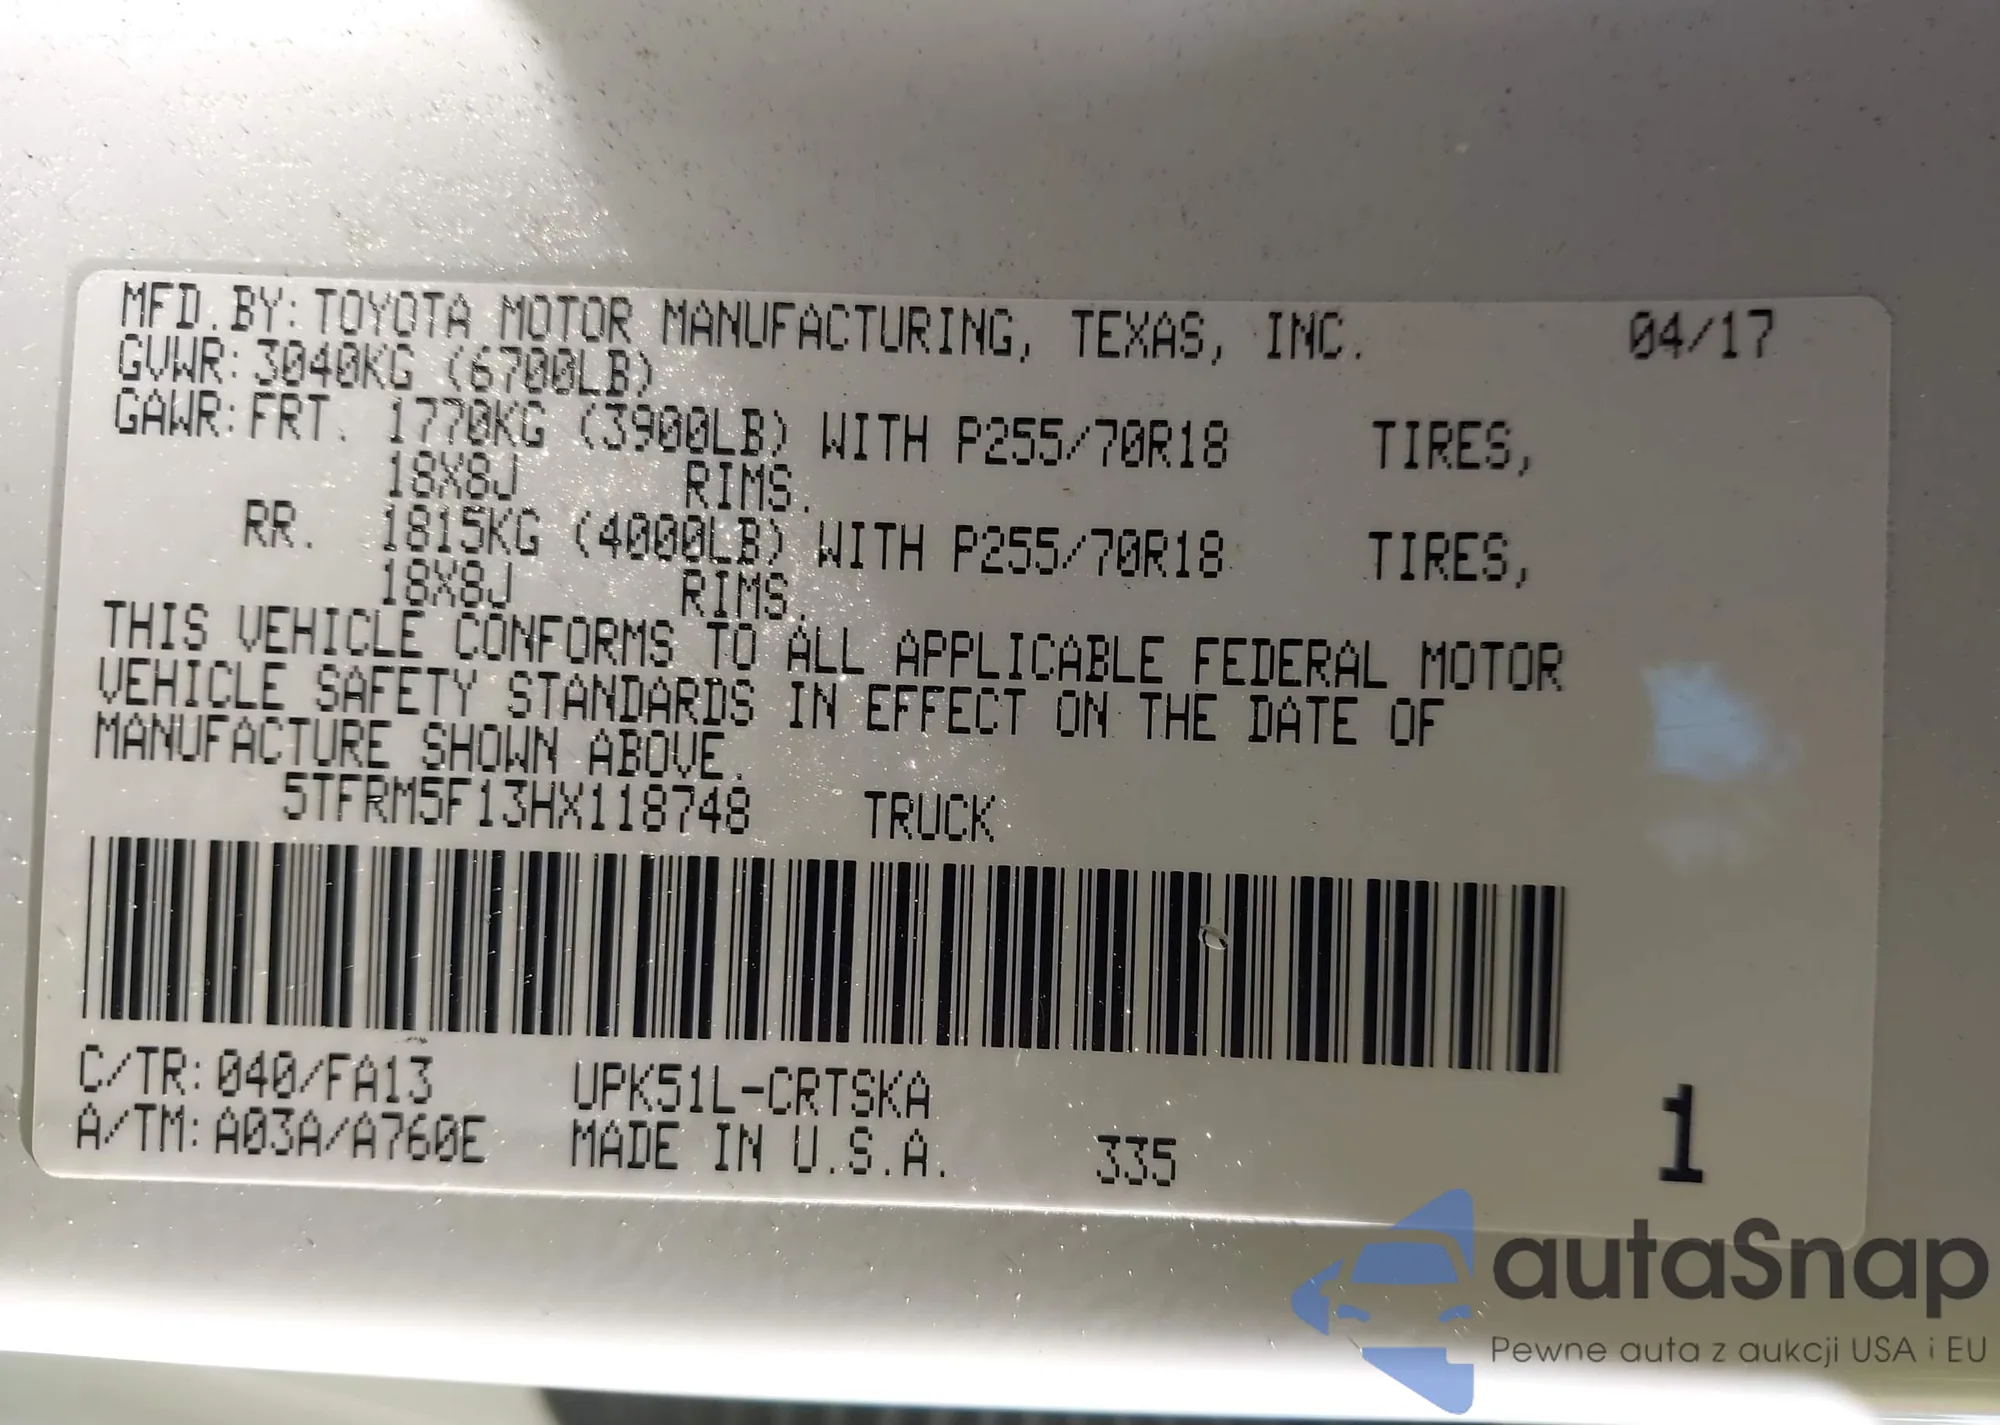 MFD.BY: TOYOTA MOTOR MANUFACTURING, TEXAS, INC. 04/17
GVWR: 3040KG (6700LB)
GAWR: FRT. 1770KG (3900LB) WITH P255/70R18 TIRES,
18X8J RIMS.
RR. 1815KG (4000LB) WITH P255/70R18 TIRES,
18X8J RIMS.
THIS VEHICLE CONFORMS TO ALL APPLICABLE FEDERAL MOTOR
VEHICLE SAFETY STANDARDS IN EFFECT ON THE DATE OF
MANUFACTURE SHOWN ABOVE.
5TFRM5F13HX118748 TRUCK
C/TR: 040/FA13 UPK51L-CRTSKA
A/TM: A03A/A760E MADE IN U.S.A. 335 1
autaSnap
Pewne auta z aukcji USA i EU